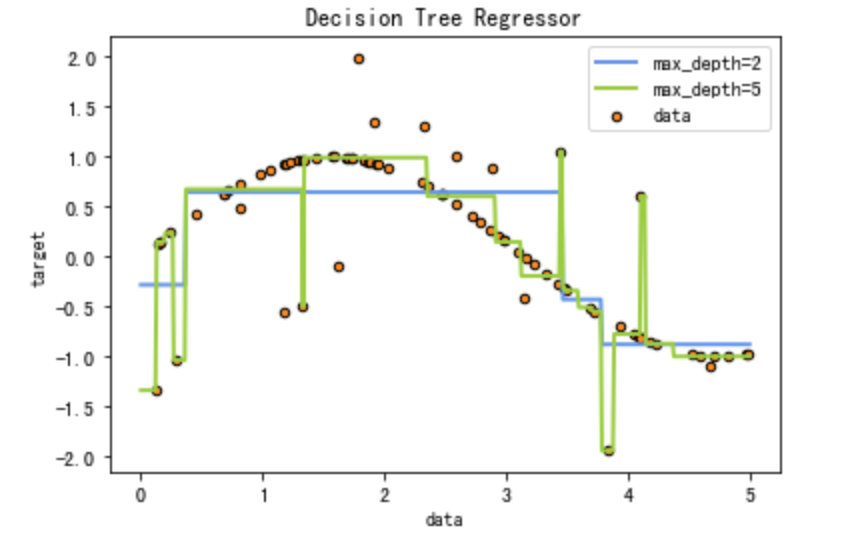 Decision Tree Regressor
max_depth=2
max_depth=5
data
2.0
1.5
1.0
0.5
0.0
-0.5
-1.0
-1.5
-2.0
target
0 1 2 3 4 5
data